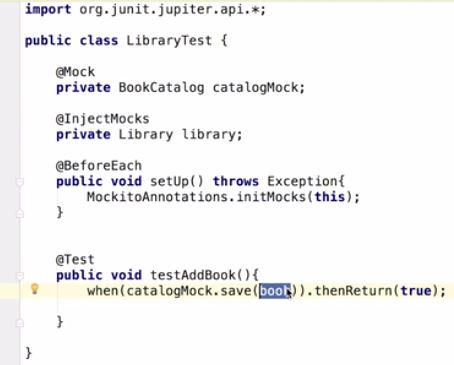 import org.junit.jupiter.api.*;
public class LibraryTest {
@Mock
private BookCatalog catalogMock;
@InjectMocks
private Library library;
@BeforeEach
public void setUp() throws Exception{
MockitoAnnotations.initMocks(this);
}
@Test
public void testAddBook(){
when(catalogMock.save(book)).thenReturn(true);
}
}